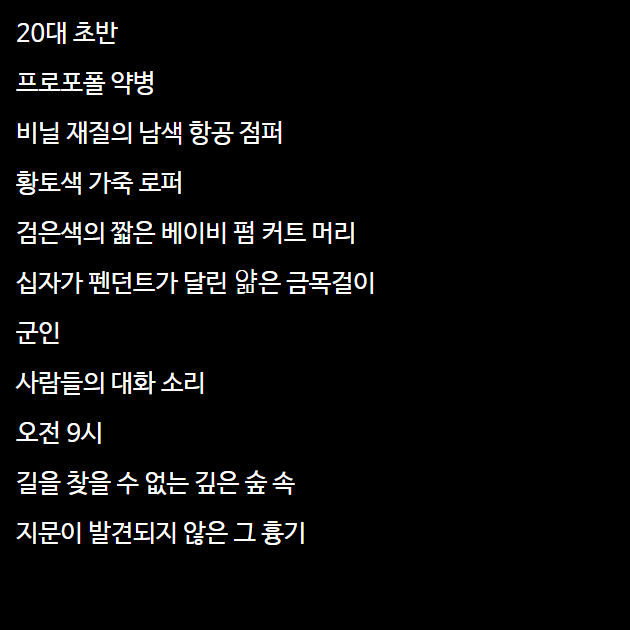 20대 초반
프로포폴 약병
비닐 재질의 남색 항공 점퍼
황토색 가죽 로퍼
검은색의 짧은 베이비 펌 커트 머리
십자가 펜던트가 달린 얆은 금목걸이
군인
사람들의 대화 소리
오전 9시
길을 찾을 수 없는 깊은 숲 속
지문이 발견되지 않은 그 흉기